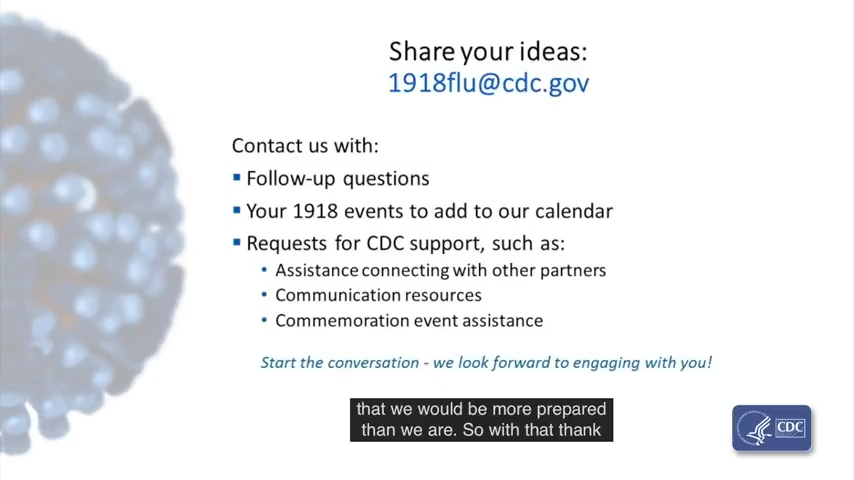 Share your ideas:
1918flu@cdc.gov
Contact us with:
▪ Follow-up questions
▪ Your 1918 events to add to our calendar
▪ Requests for CDC support, such as:
• Assistance connecting with other partners
• Communication resources
• Commemoration event assistance
Start the conversation - we look forward to engaging with you!
that we would be more prepared
than we are. So with that thank
CDC